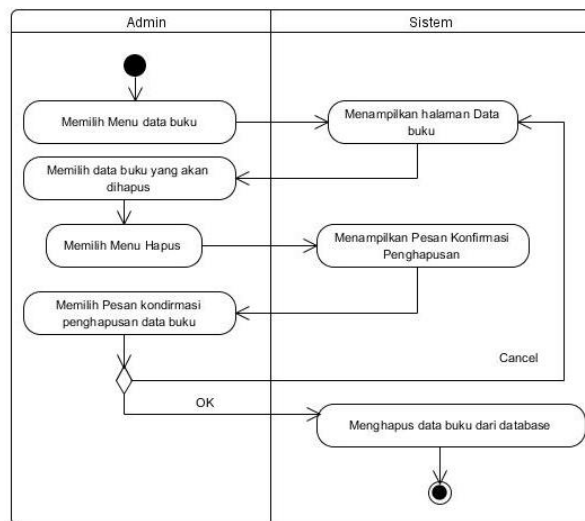 Admin
Sistem
Memilih Menu data buku
Menampilkan halaman Data
buku
Memilih data buku yang akan
dihapus
Memilih Menu Hapus
Menampilkan Pesan Konfirmasi
Penghapusan
Memilih Pesan kondirmasi
penghapusan data buku
Cancel
OK
Menghapus data buku dari database